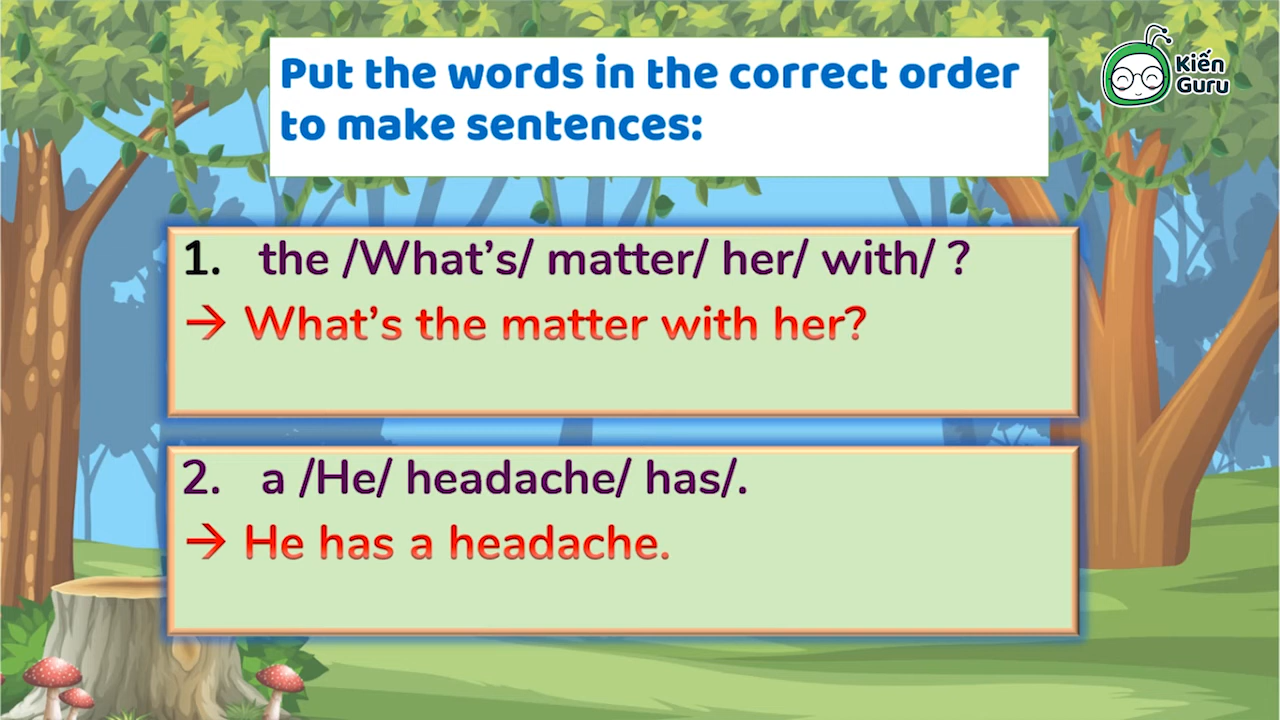 Kiến
Guru
Put the words in the correct order
to make sentences:
1. the /What’s/ matter/ her/ with/ ?
→ What’s the matter with her?
2. a /He/ headache/ has/.
→ He has a headache.